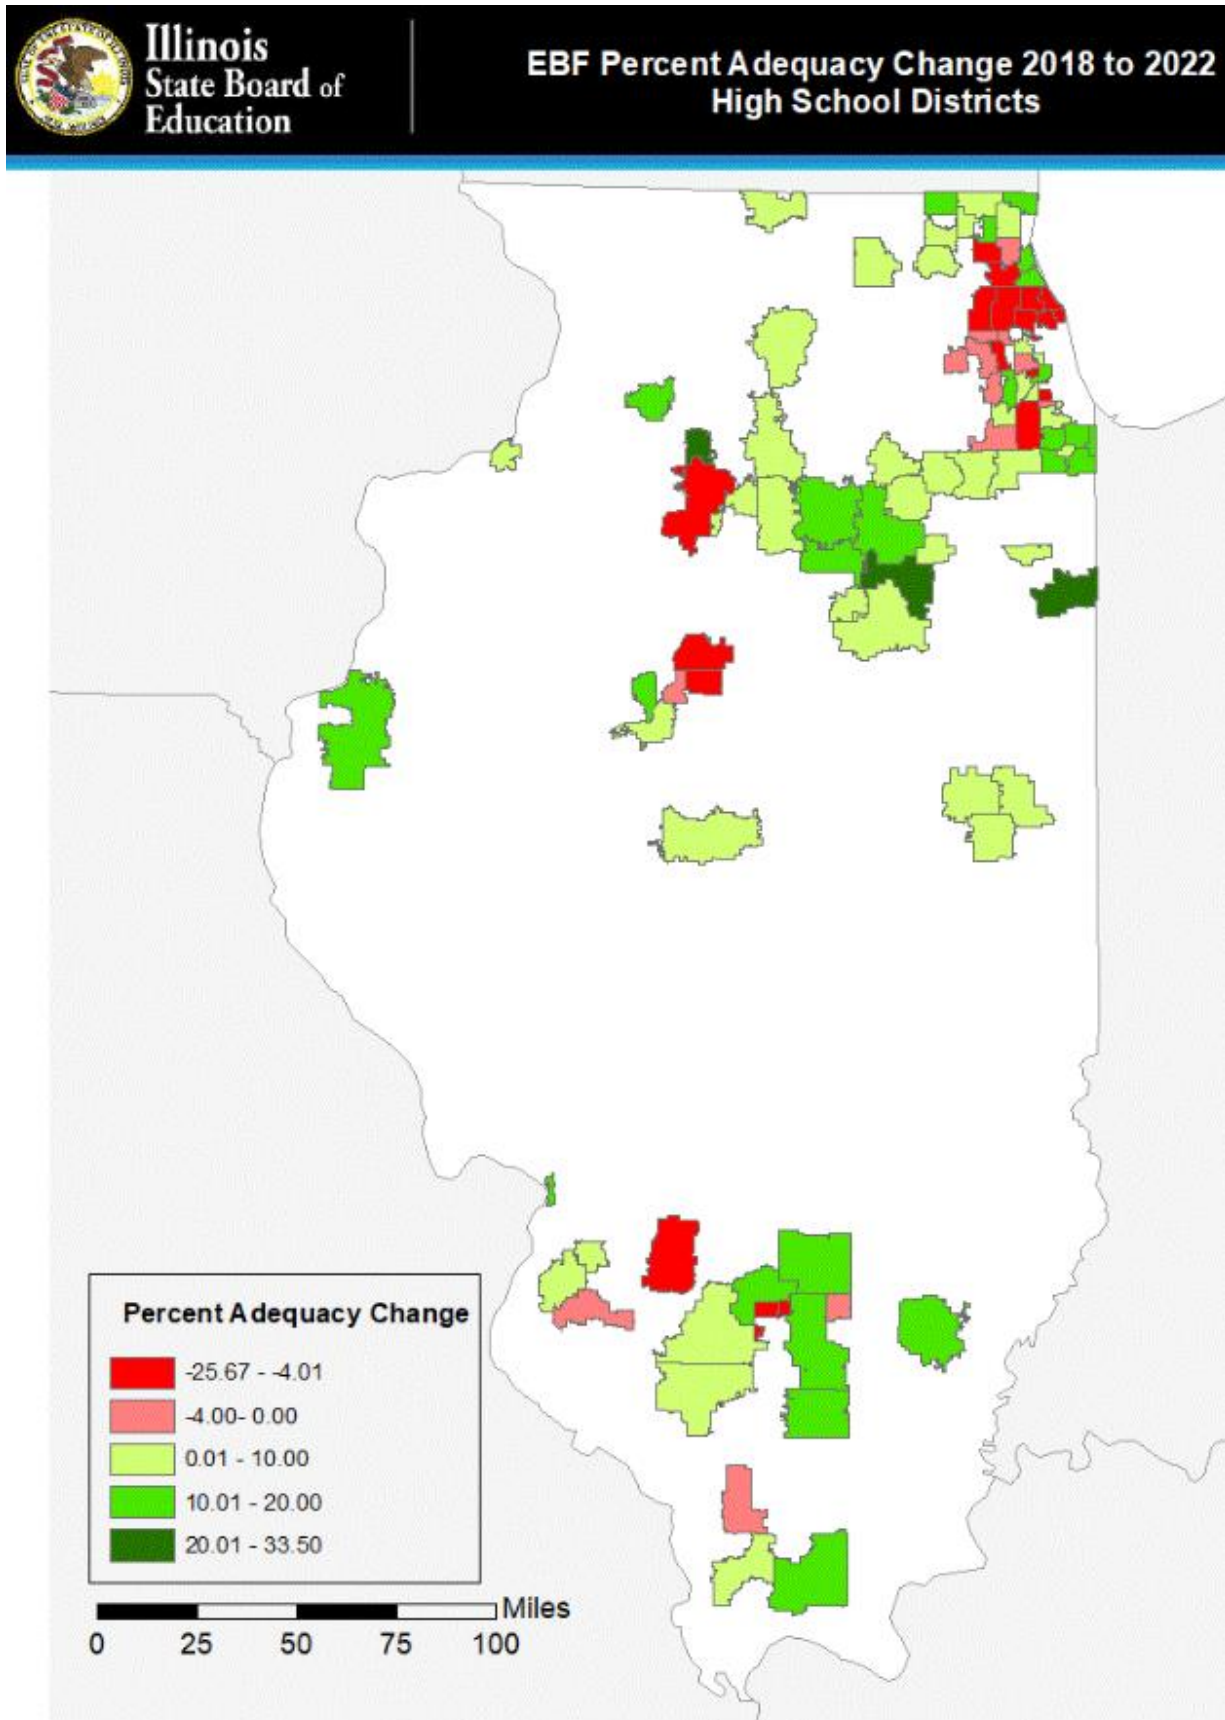 Illinois
State Board of
Education
EBF Percent Adequacy Change 2018 to 2022
High School Districts
Percent Adequacy Change
-25.67 - -4.01
-4.00- 0.00
0.01 - 10.00
10.01 - 20.00
20.01 - 33.50
Miles
0 25 50 75 100